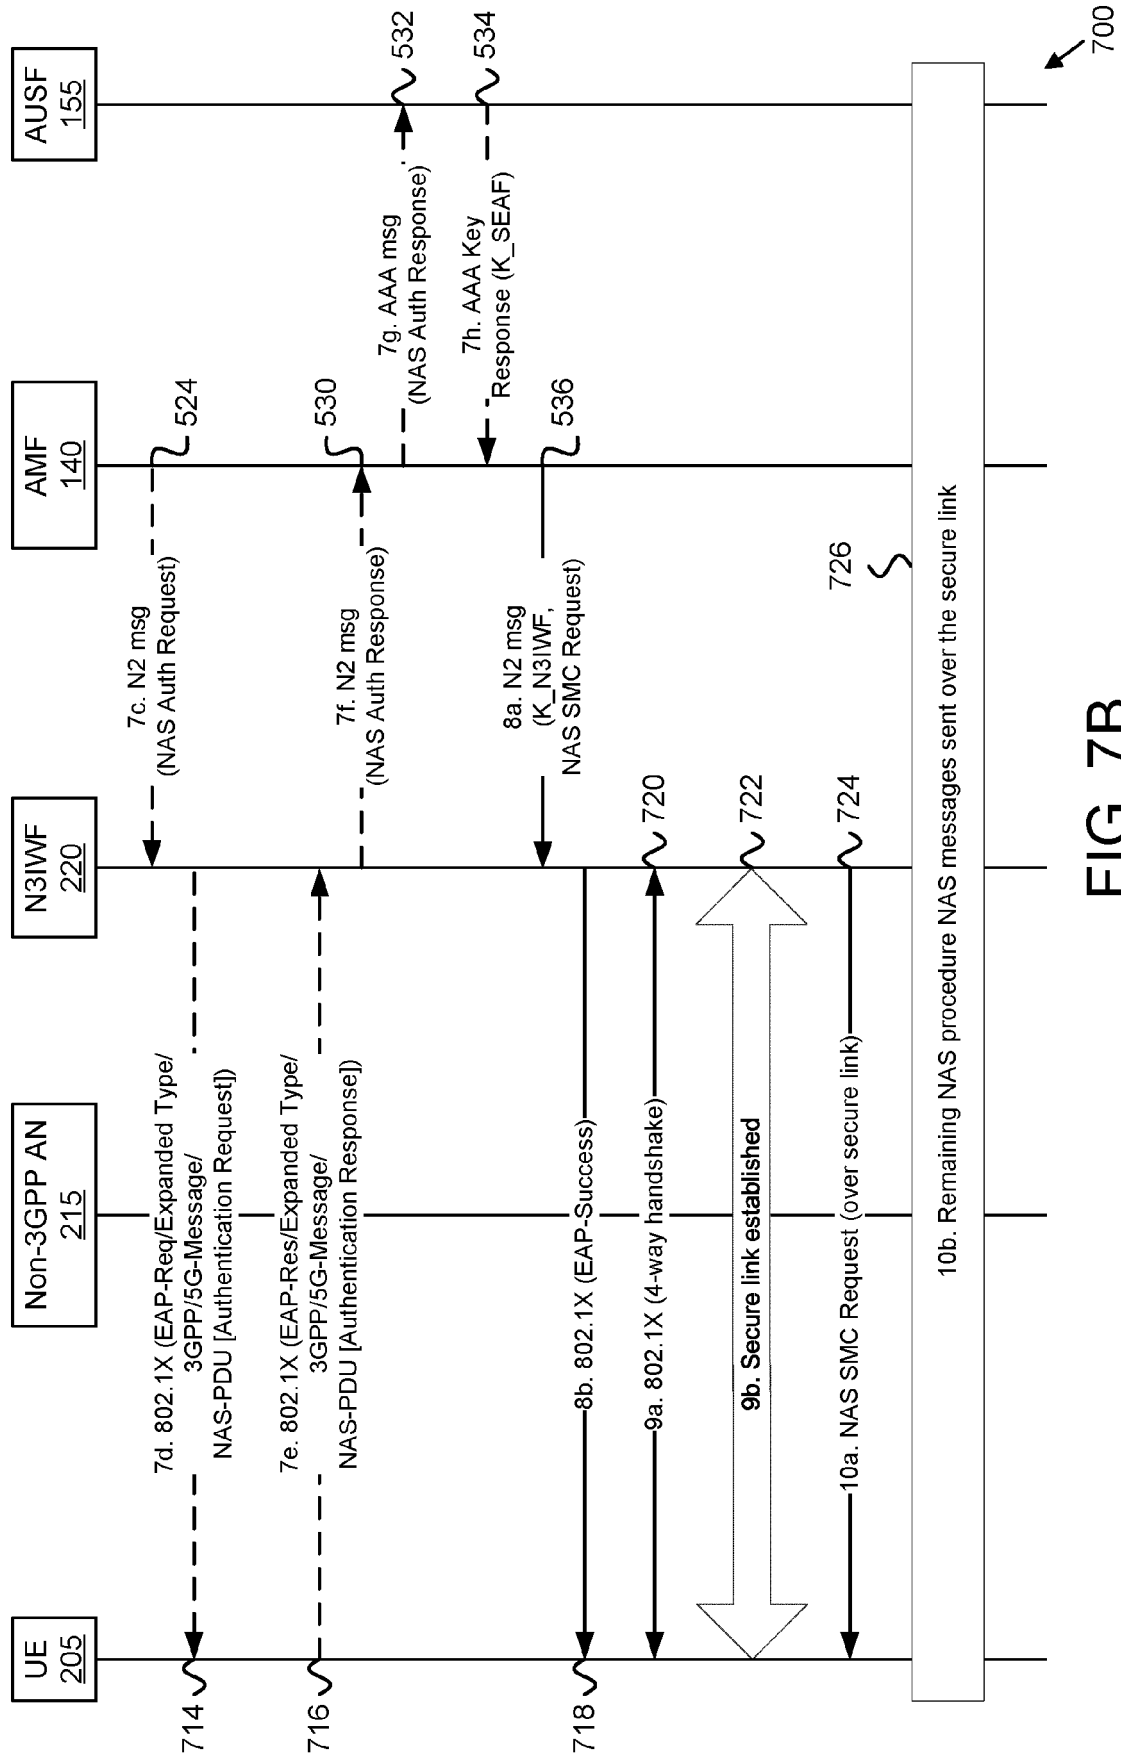 UE
205
Non-3GPP AN
215
N3IWF
220
AMF
140
AUSF
155
7c. N2 msg
(NAS Auth Request)
524
714
7d. 802.1X (EAP-Req/Expanded Type/
3GPP/5G-Message/
NAS-PDU [Authentication Request])
716
7e. 802.1X (EAP-Res/Expanded Type/
3GPP/5G-Message/
NAS-PDU [Authentication Response])
7f. N2 msg
(NAS Auth Response)
530
7g. AAA msg
(NAS Auth Response)
532
7h. AAA Key
Response (K_SEAF)
534
8a. N2 msg
(K_N3IWF,
NAS SMC Request)
536
718
8b. 802.1X (EAP-Success)
9a. 802.1X (4-way handshake)
720
9b. Secure link established
722
10a. NAS SMC Request (over secure link)
724
726
10b. Remaining NAS procedure NAS messages sent over the secure link
700
FIG. 7B